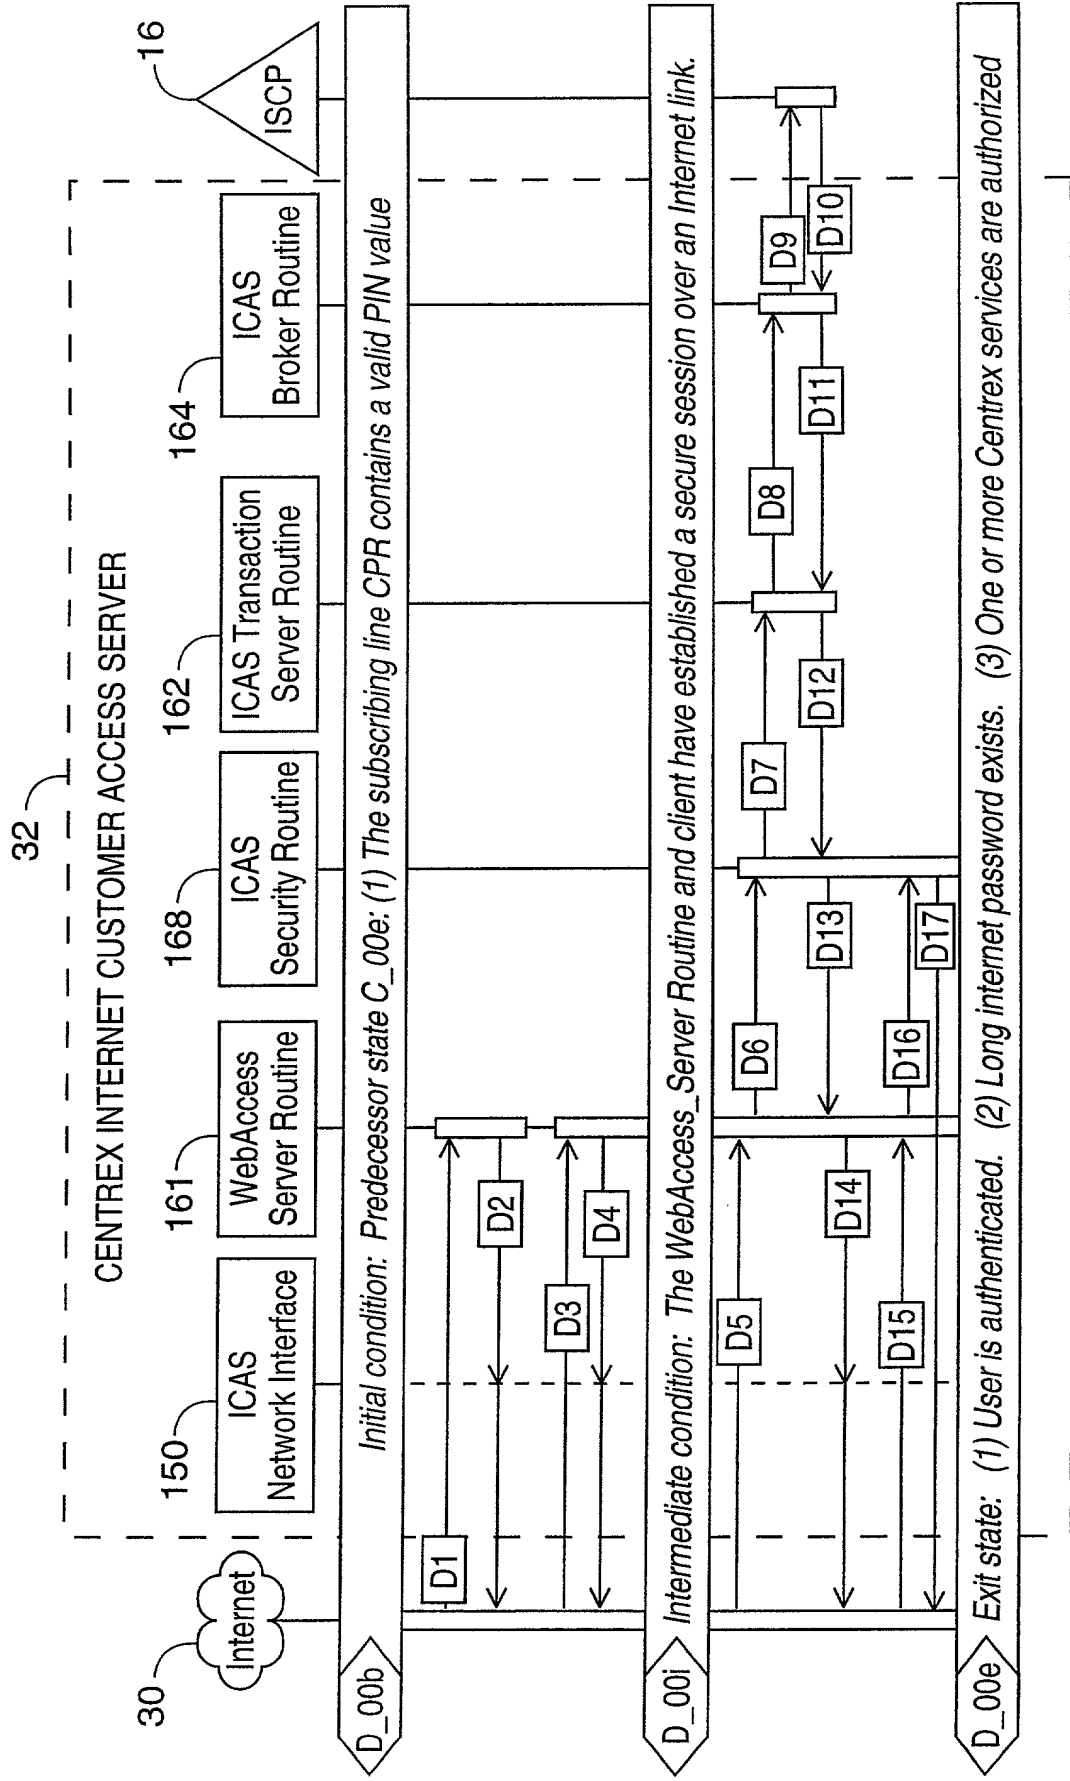 32
CENTREX INTERNET CUSTOMER ACCESS SERVER
30
150
161
168
162
164
16
Internet
ICAS
Network Interface
WebAccess
Server Routine
ICAS
Security Routine
ICAS Transaction
Server Routine
ICAS
Broker Routine
ISCP
D_00b
Initial condition: Predecessor state C_00e: (1) The subscribing line CPR contains a valid PIN value
D1
D2
D3
D4
D_00i
Intermediate condition: The WebAccess_Server Routine and client have established a secure session over an Internet link.
D5
D6
D7
D8
D9
D10
D11
D12
D13
D14
D15
D16
D17
D_00e
Exit state: (1) User is authenticated. (2) Long internet password exists. (3) One or more Centrex services are authorized